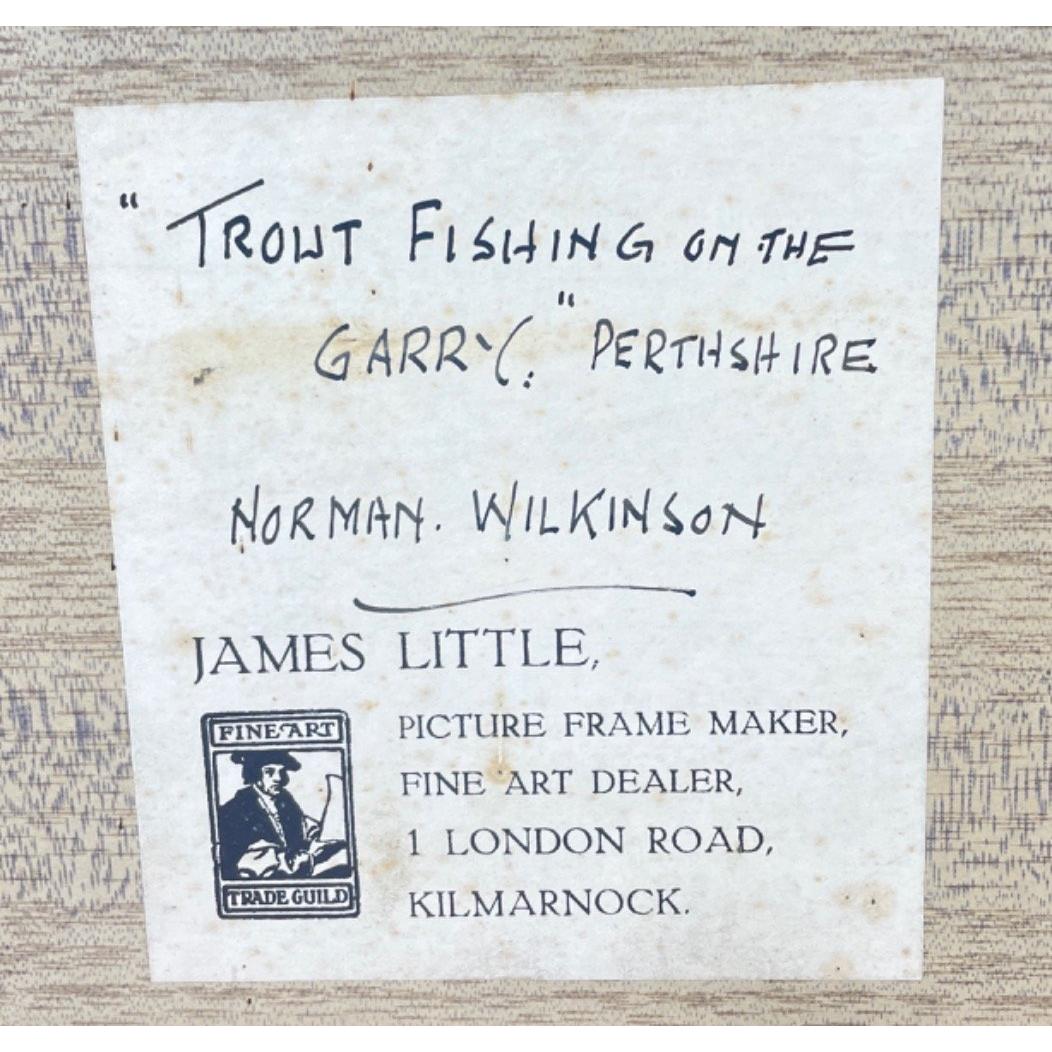 "TROUT FISHING ON THE
GARRY." PERTHSHIRE
NORMAN. WILKINSON
JAMES LITTLE,
FINE ART
PICTURE FRAME MAKER,
FINE ART DEALER,
1 LONDON ROAD,
TRADE GUILD
KILMARNOCK.